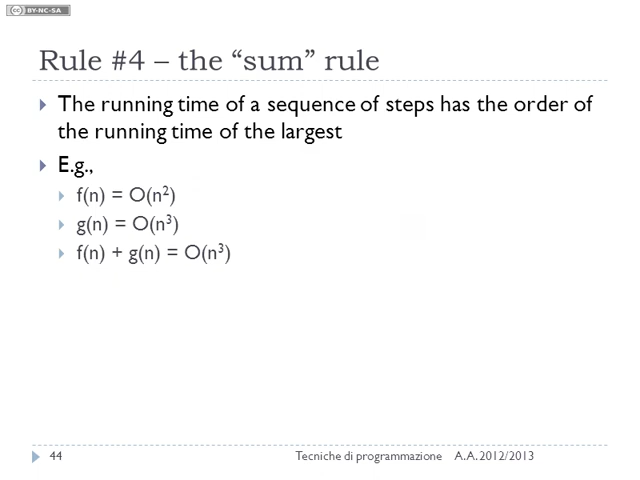 CC BY-NC-SA
Rule #4 – the “sum” rule
The running time of a sequence of steps has the order of
the running time of the largest
E.g.,
f(n) = O(n²)
g(n) = O(n³)
f(n) + g(n) = O(n³)
44 Tecniche di programmazione A.A. 2012/2013